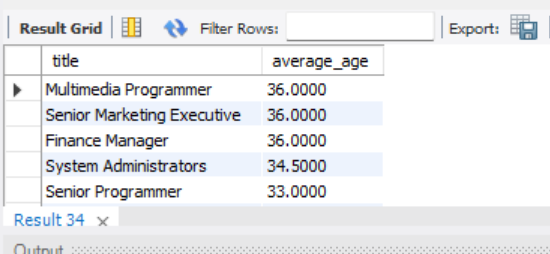 Result Grid Filter Rows: Export:
title average_age
Multimedia Programmer 36.0000
Senior Marketing Executive 36.0000
Finance Manager 36.0000
System Administrators 34.5000
Senior Programmer 33.0000
Result 34 ×
Output